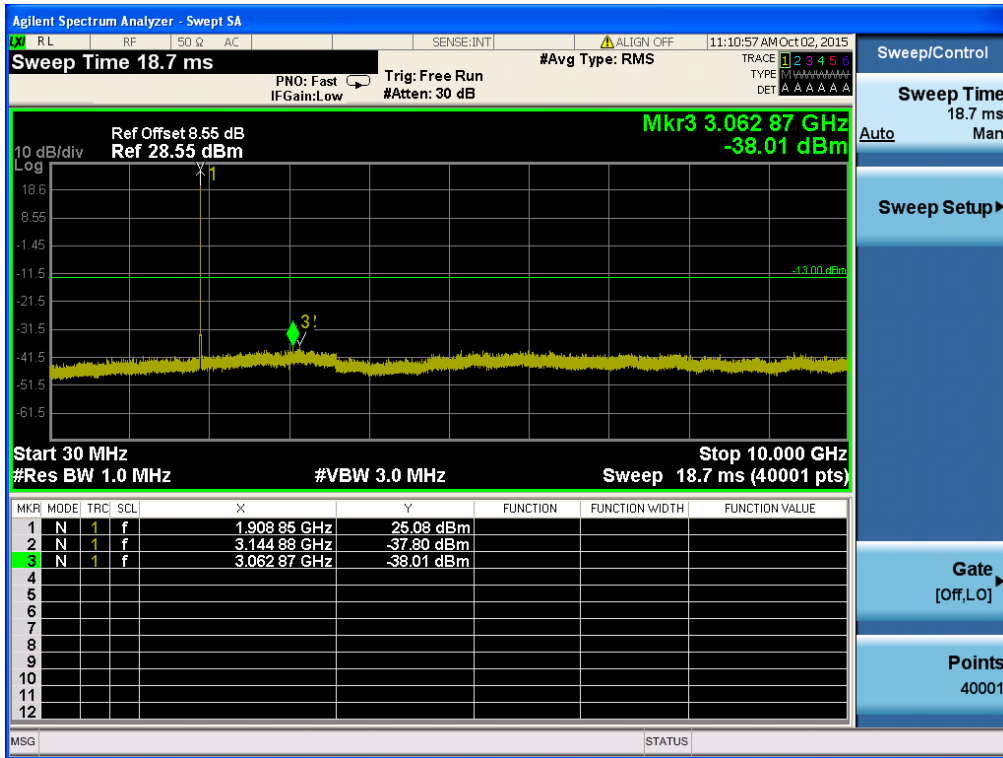 Agilent Spectrum Analyzer - Swept SA
LXI RL RF 50 Ω AC SENSE:INT ALIGN OFF 11:10:57 AM Oct 02, 2015
Sweep Time 18.7 ms
PNO: Fast
IFGain:Low
Trig: Free Run
#Atten: 30 dB
#Avg Type: RMS
TRACE 1 2 3 4 5 6
TYPE M
DET A A A A A A
Ref Offset 8.55 dB
10 dB/div Ref 28.55 dBm
Mkr3 3.062 87 GHz
-38.01 dBm
Log
1
18.6
8.55
-1.45
-11.5
-13.00 dBm
-21.5
3
-31.5
-41.5
-51.5
-61.5
Start 30 MHz Stop 10.000 GHz
#Res BW 1.0 MHz #VBW 3.0 MHz Sweep 18.7 ms (40001 pts)
MKR MODE TRC SCL X Y FUNCTION FUNCTION WIDTH FUNCTION VALUE
1 N 1 f 1.908 85 GHz 25.08 dBm
2 N 1 f 3.144 88 GHz -37.80 dBm
3 N 1 f 3.062 87 GHz -38.01 dBm
4
5
6
7
8
9
10
11
12
MSG STATUS
Sweep/Control
Sweep Time
18.7 ms
Auto Man
Sweep Setup
Gate
[Off,LO]
Points
40001